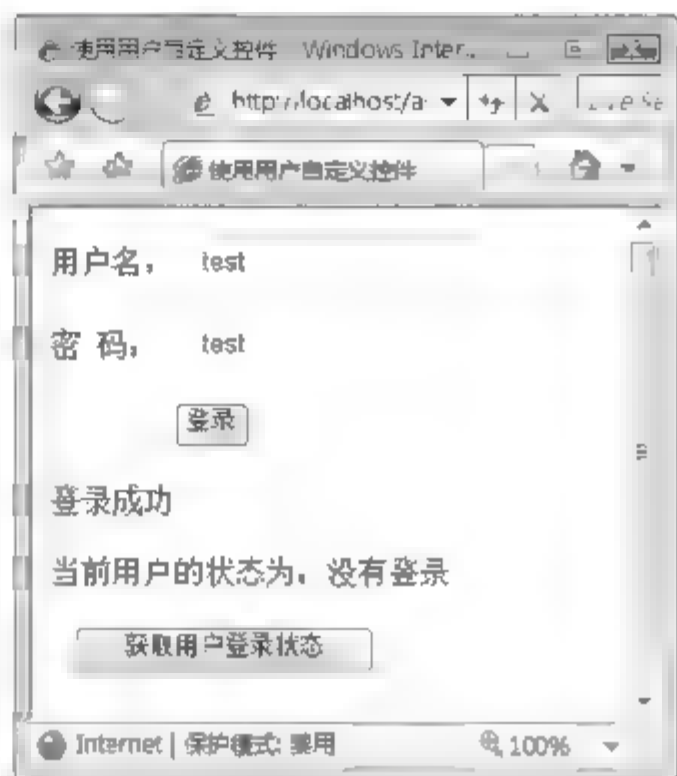 使用用户自定义控件 Windows Inter..
http://localhost/a
使用用户自定义控件
用户名： test
密 码： test
登录
登录成功
当前用户的状态为：没有登录
获取用户登录状态
Internet | 保护模式: 禁用 100%